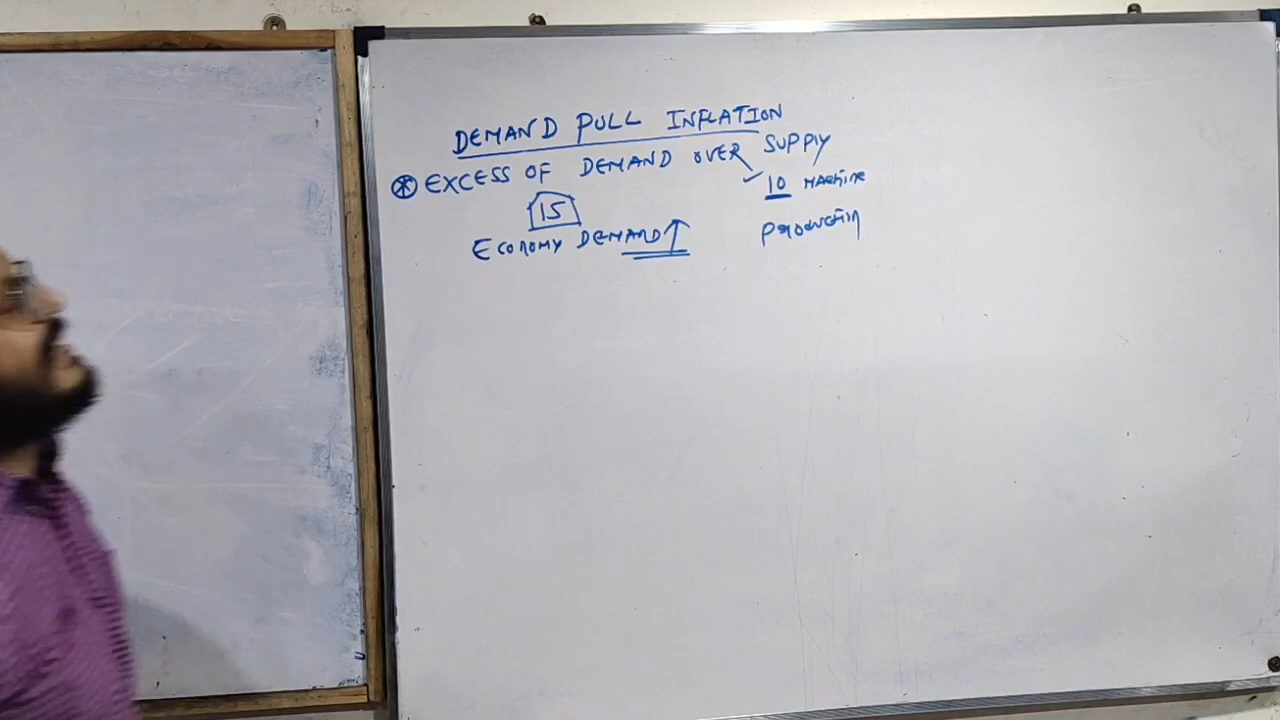 DEMAND PULL INFLATION
* EXCESS OF DEMAND OVER SUPPLY
15
✓ 10 MACHINE
ECONOMY DEMAND↑
PRODUCTION